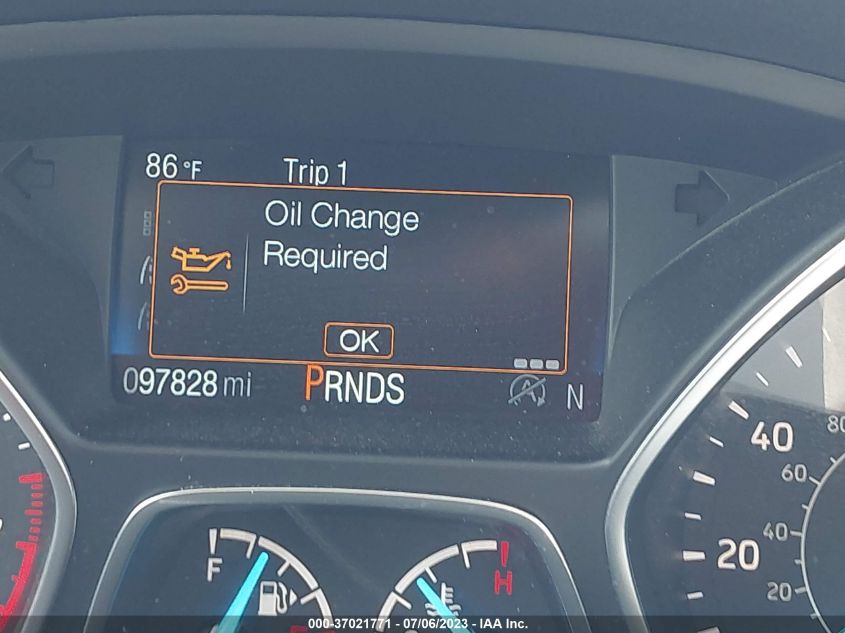 86 °F Trip 1
Oil Change
Required
OK
097828 mi PRNDS N
40 80
60
F H 20 40
20
000-37021771 - 07/06/2023 - IAA Inc.